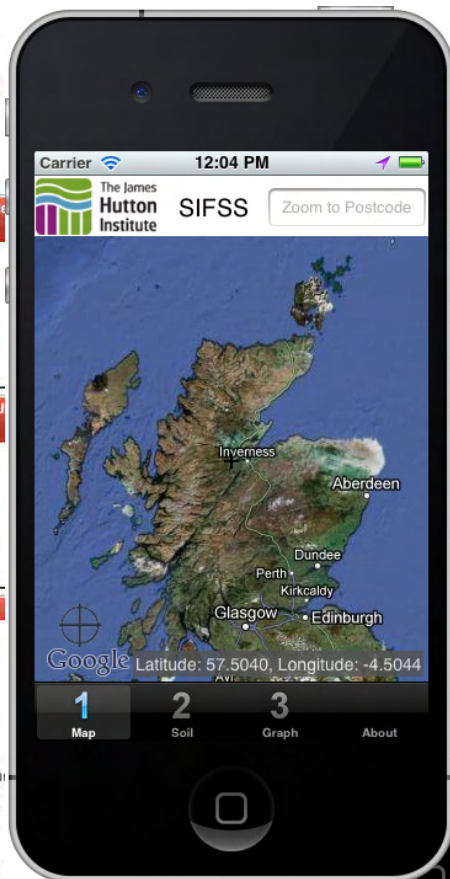 Carrier 12:04 PM
The James
Hutton
Institute
SIFSS
Zoom to Postcode
Inverness
Aberdeen
Dundee
Perth
Kirkcaldy
Glasgow
Edinburgh
Google
Latitude: 57.5040, Longitude: -4.5044
1 2 3
Map Soil Graph About